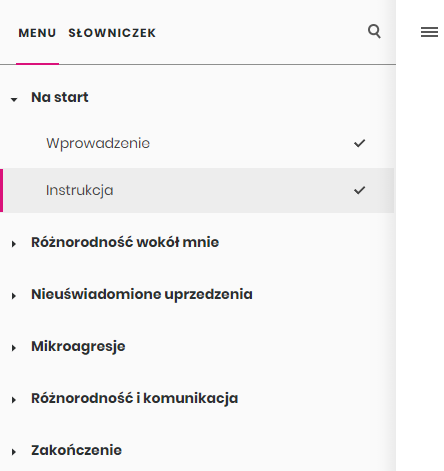 MENU SŁOWNICZEK
Na start
Wprowadzenie
Instrukcja
Różnorodność wokół mnie
Nieuświadomione uprzedzenia
Mikroagresje
Różnorodność i komunikacja
Zakończenie